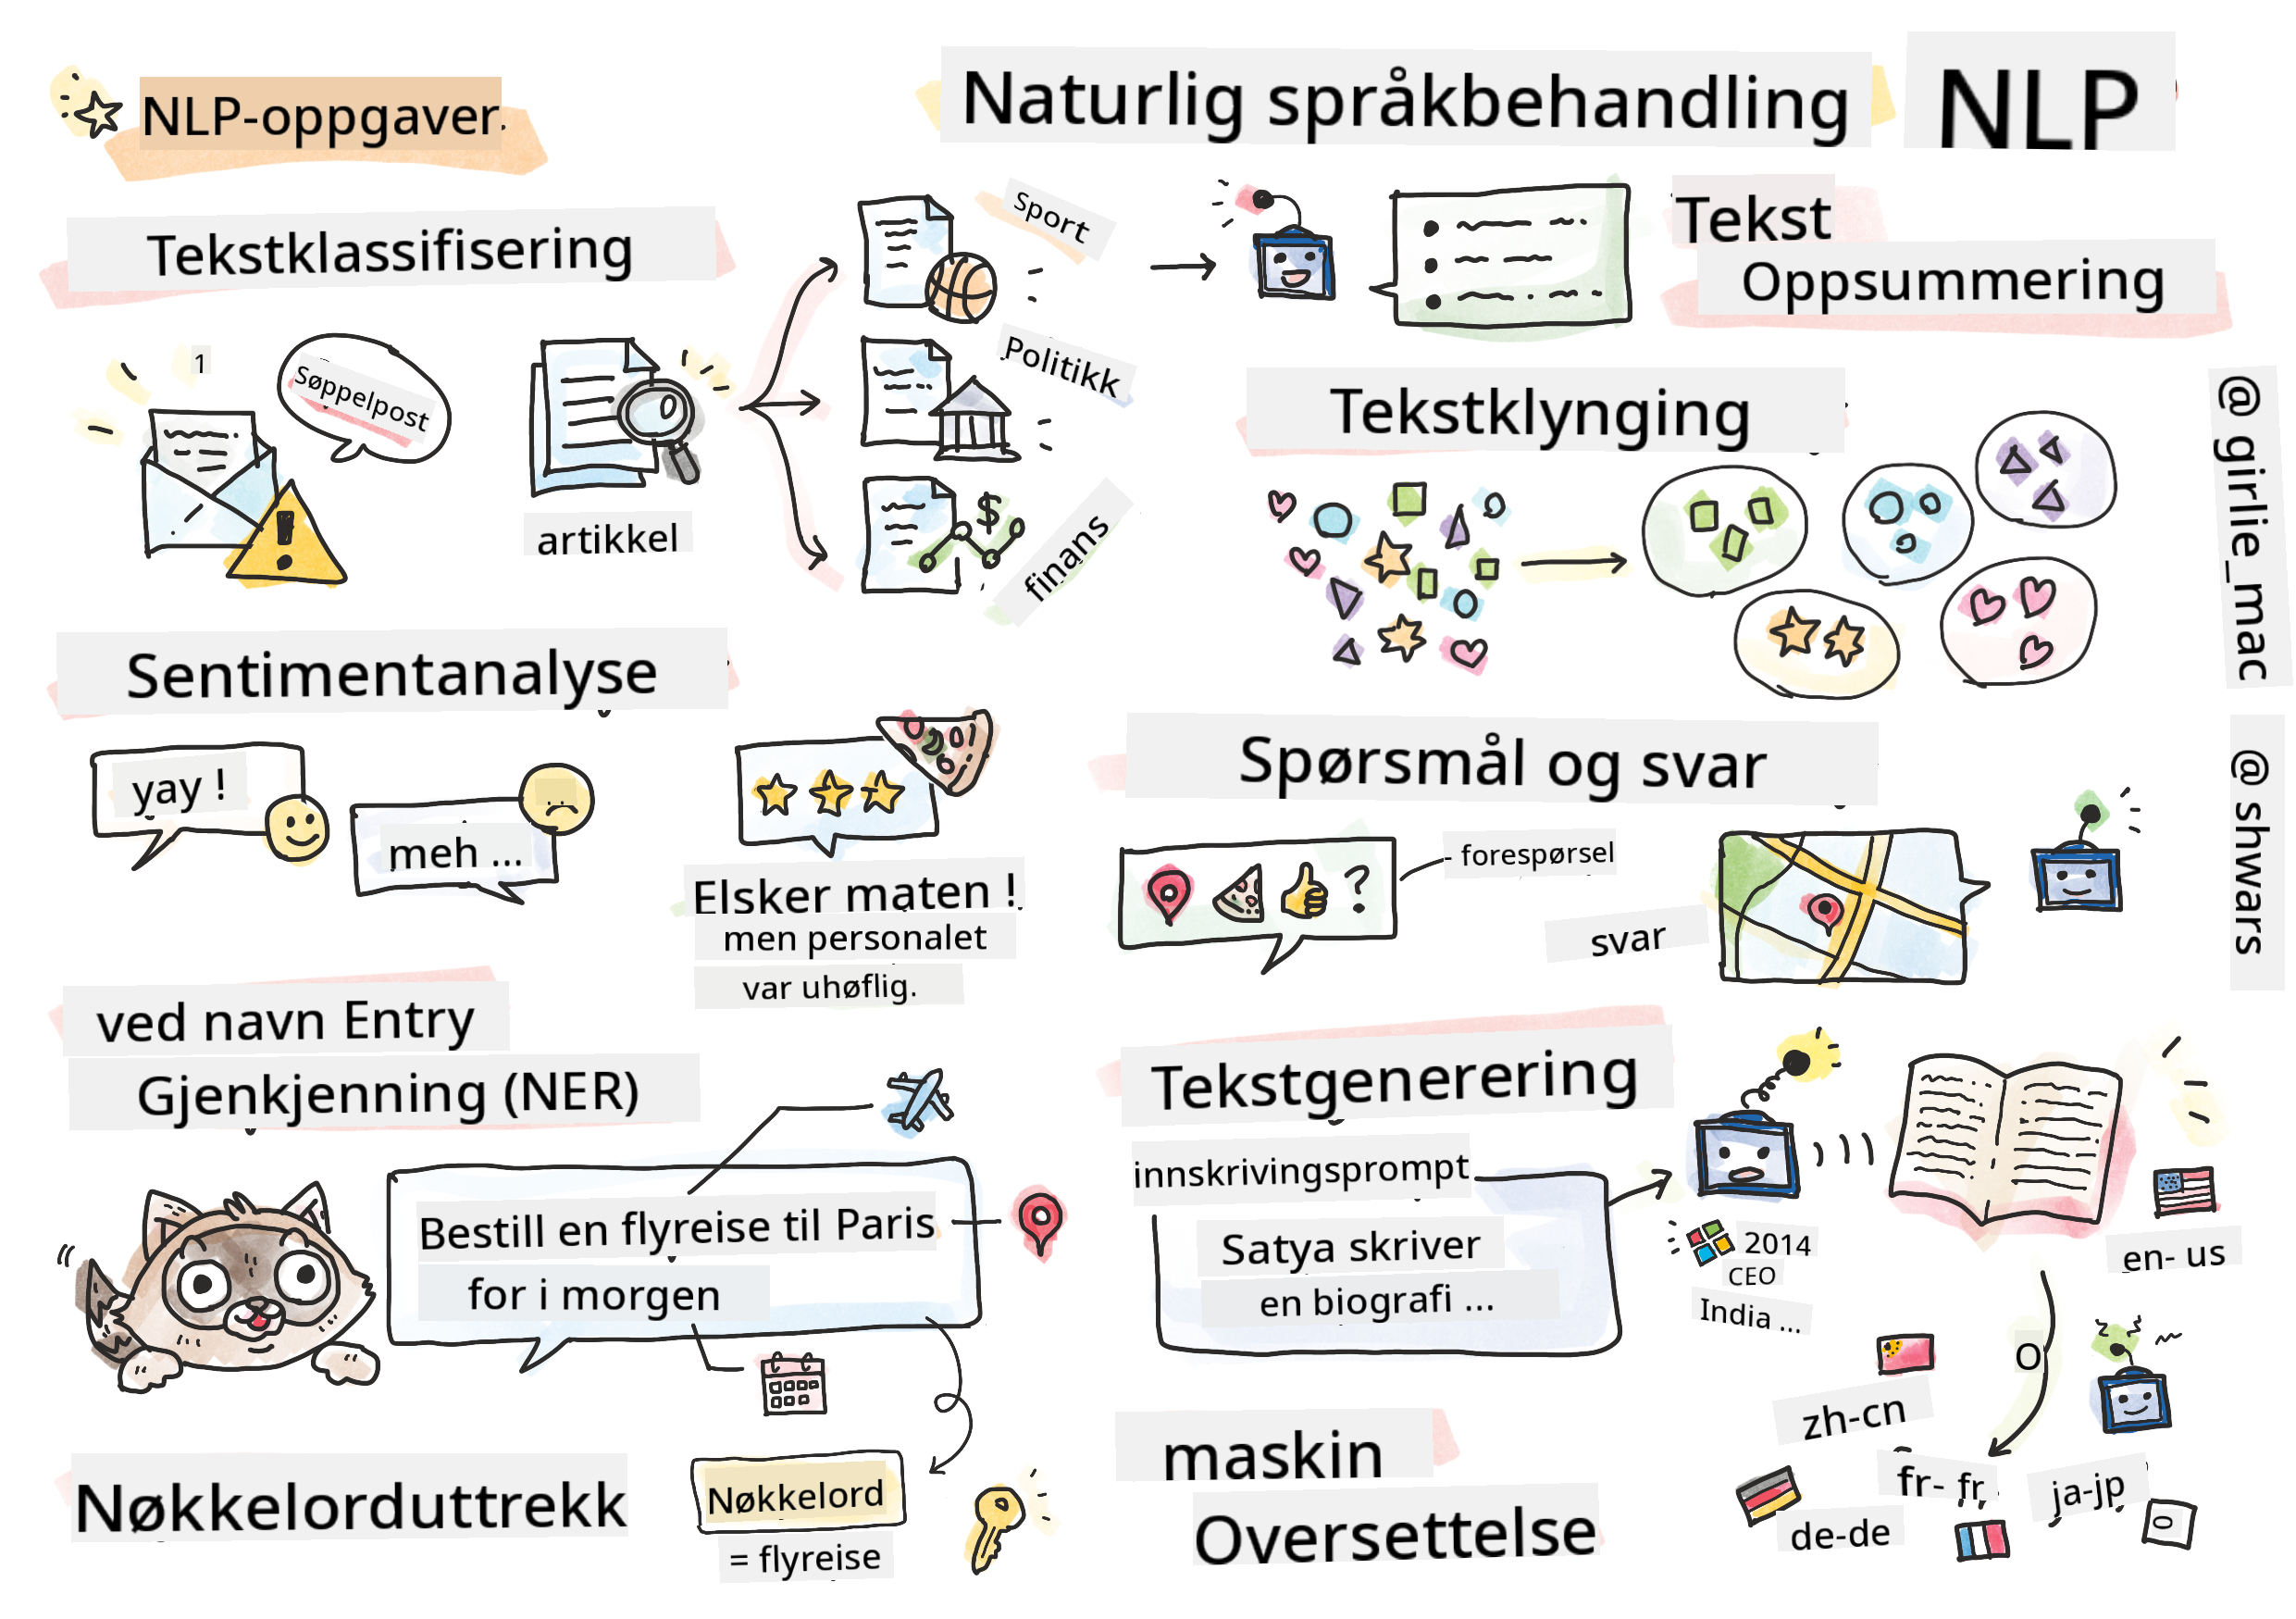 NLP-oppgaver
Naturlig språkbehandling
NLP
Tekstklassifisering
1
Søppelpost
artikkel
Sport
Politikk
finans
Tekst
Oppsummering
Tekstklynging
@ girlie_mac
@ shwars
Sentimentanalyse
yay !
meh ...
Elsker maten !
men personalet
var uhøflig.
Spørsmål og svar
?
- forespørsel
svar
ved navn Entry
Gjenkjenning (NER)
Bestill en flyreise til Paris
for i morgen
Tekstgenerering
innskrivingsprompt
Satya skriver
en biografi ...
2014
CEO
India ...
en- us
O
zh-cn
fr- fr
ja-jp
de-de
0
Nøkkelorduttrekk
Nøkkelord
= flyreise
maskin
Oversettelse